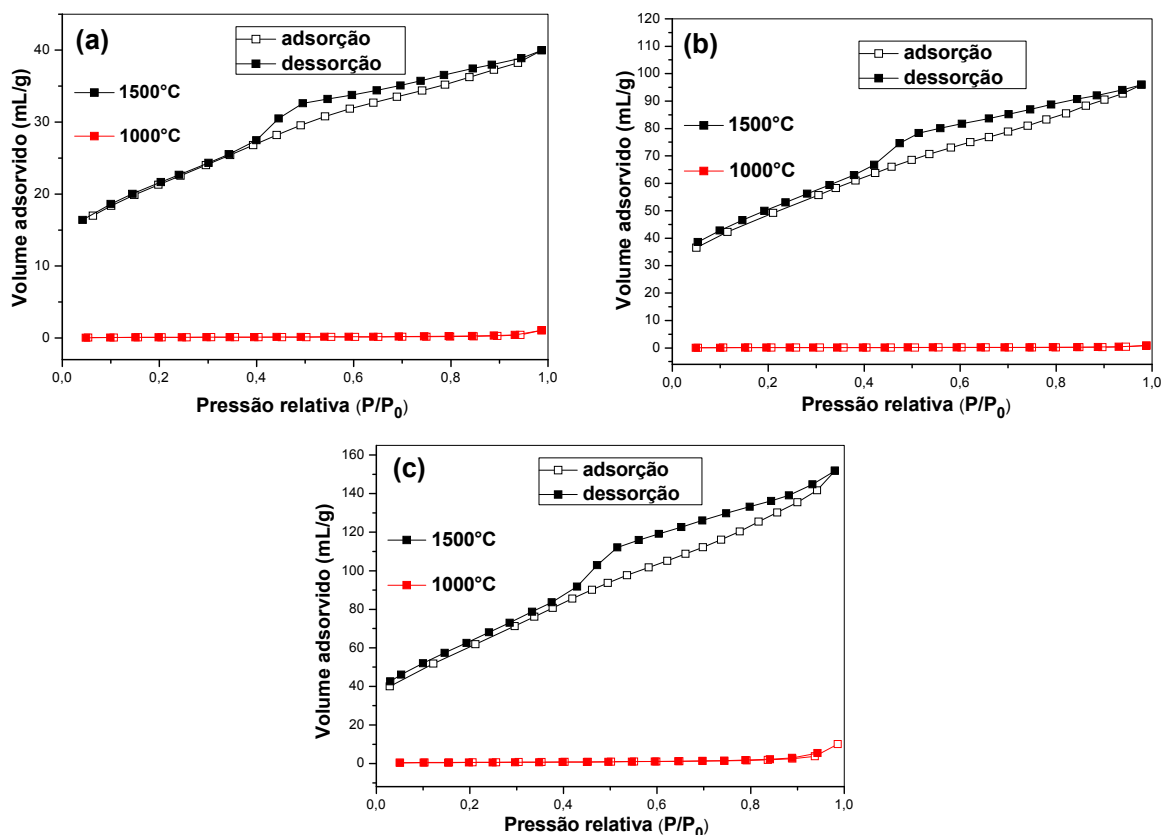 (a)
adsorção
dessorção
1500°C
1000°C
Volume adsorvido (mL/g)
40
30
20
10
0
0,0 0,2 0,4 0,6 0,8 1,0
Pressão relativa (P/P0)
(b)
adsorção
dessorção
1500°C
1000°C
Volume adsorvido (mL/g)
120
110
100
90
80
70
60
50
40
30
20
10
0
0,0 0,2 0,4 0,6 0,8 1,0
Pressão relativa (P/P0)
(c)
adsorção
dessorção
1500°C
1000°C
Volume adsorvido (mL/g)
160
140
120
100
80
60
40
20
0
0,0 0,2 0,4 0,6 0,8 1,0
Pressão relativa (P/P0)